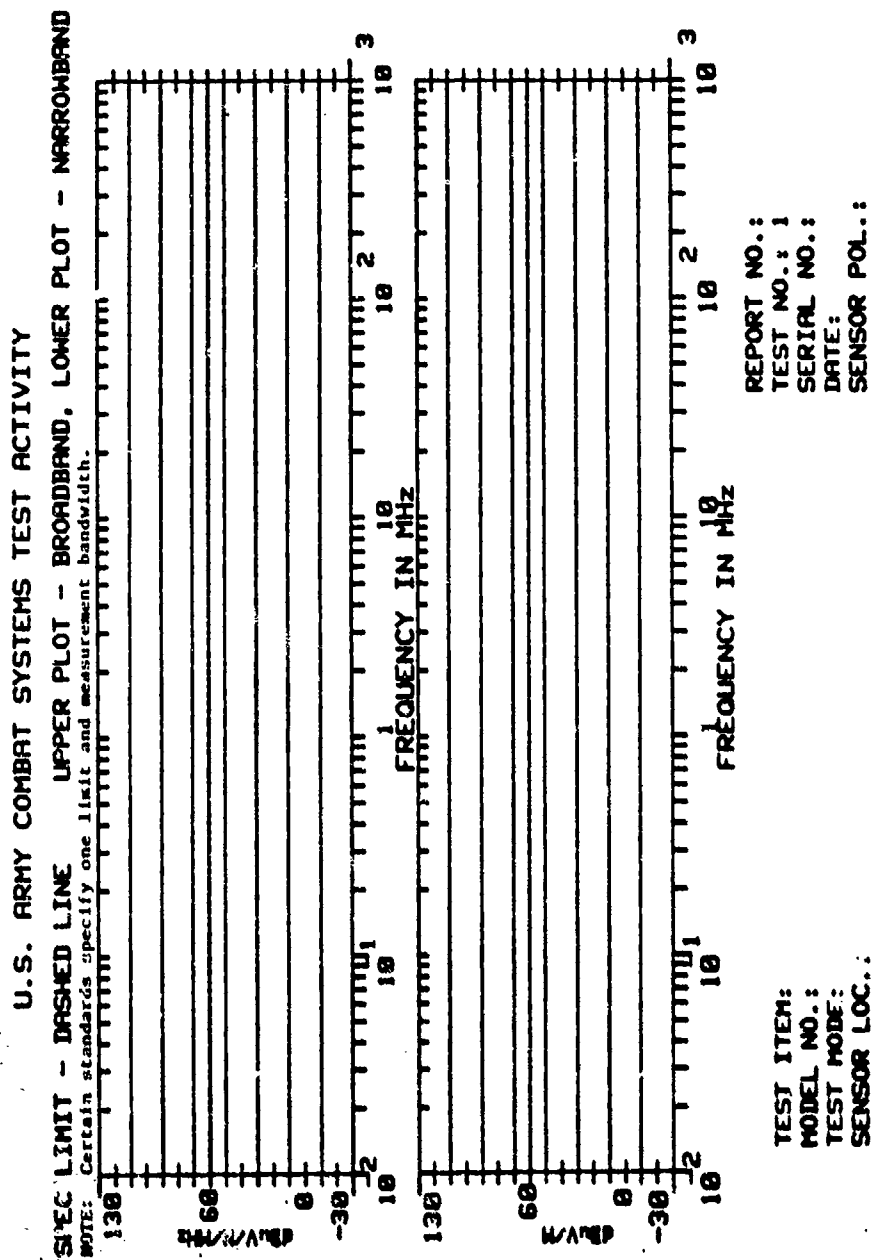 U.S. ARMY COMBAT SYSTEMS TEST ACTIVITY
SPEC LIMIT - DASHED LINE UPPER PLOT - BROADBAND, LOWER PLOT - NARROWBAND
NOTE: Certain standards specify one limit and measurement bandwidth.
130
60
0
-30
dBuV/M/MHz
10 2 10 1 1 10 10 2 10 3
FREQUENCY IN MHz
130
60
0
-30
dBuV/M
10 2 10 1 1 10 10 2 10 3
FREQUENCY IN MHz
TEST ITEM: REPORT NO.:
MODEL NO.: TEST NO.: 1
TEST MODE: SERIAL NO.:
SENSOR LOC.: DATE:
SENSOR POL.: